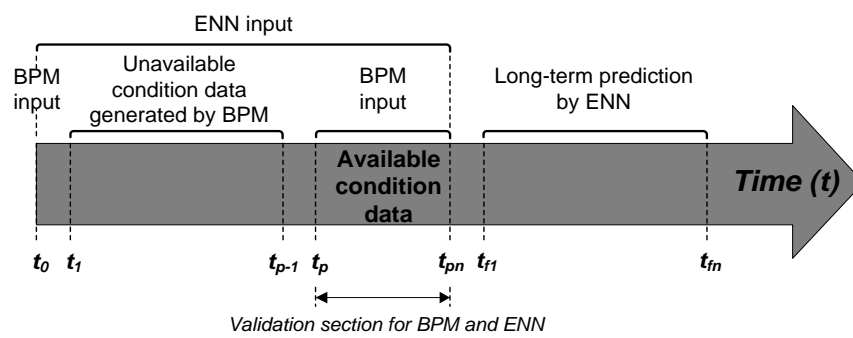 ENN input
BPM
input
Unavailable
condition data
generated by BPM
BPM
input
Long-term prediction
by ENN
Available
condition
data
Time (t)
t0 t1 tp-1 tp tpn tf1 tfn
Validation section for BPM and ENN